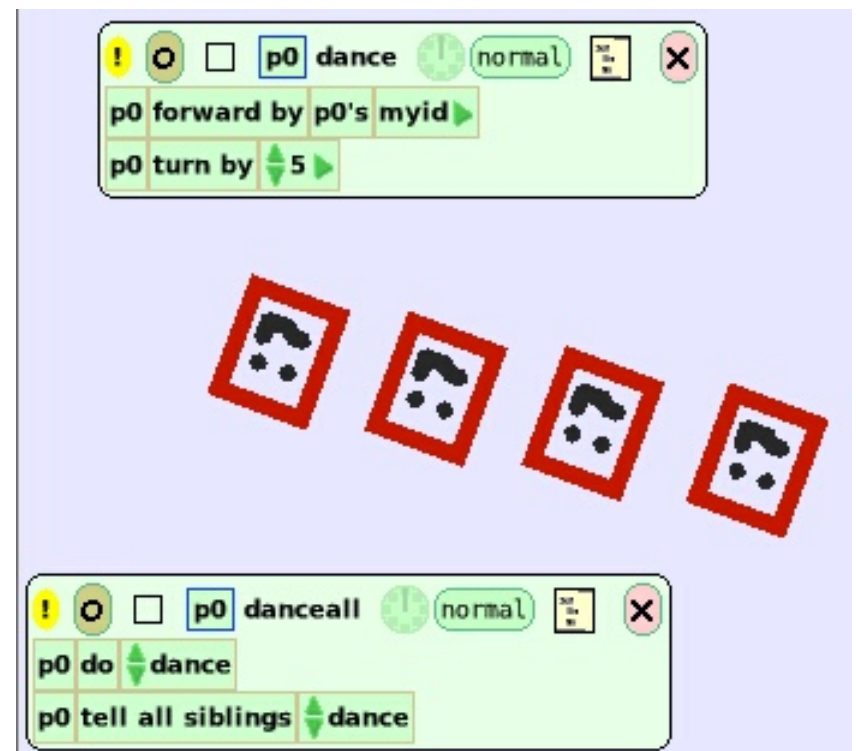 ! O p0 dance normal X
p0 forward by p0's myid
p0 turn by 5
! O p0 danceall normal X
p0 do dance
p0 tell all siblings dance